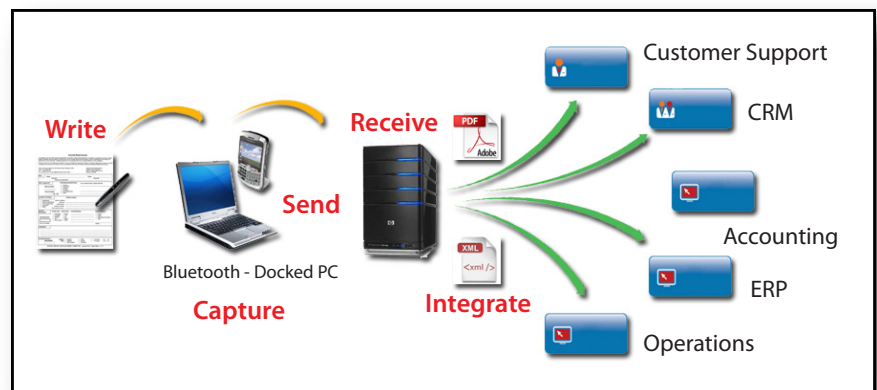 Customer Support
CRM
Write
Receive
PDF
Adobe
Send
Accounting
Bluetooth - Docked PC
XML
<xml />
Capture
Integrate
ERP
Operations